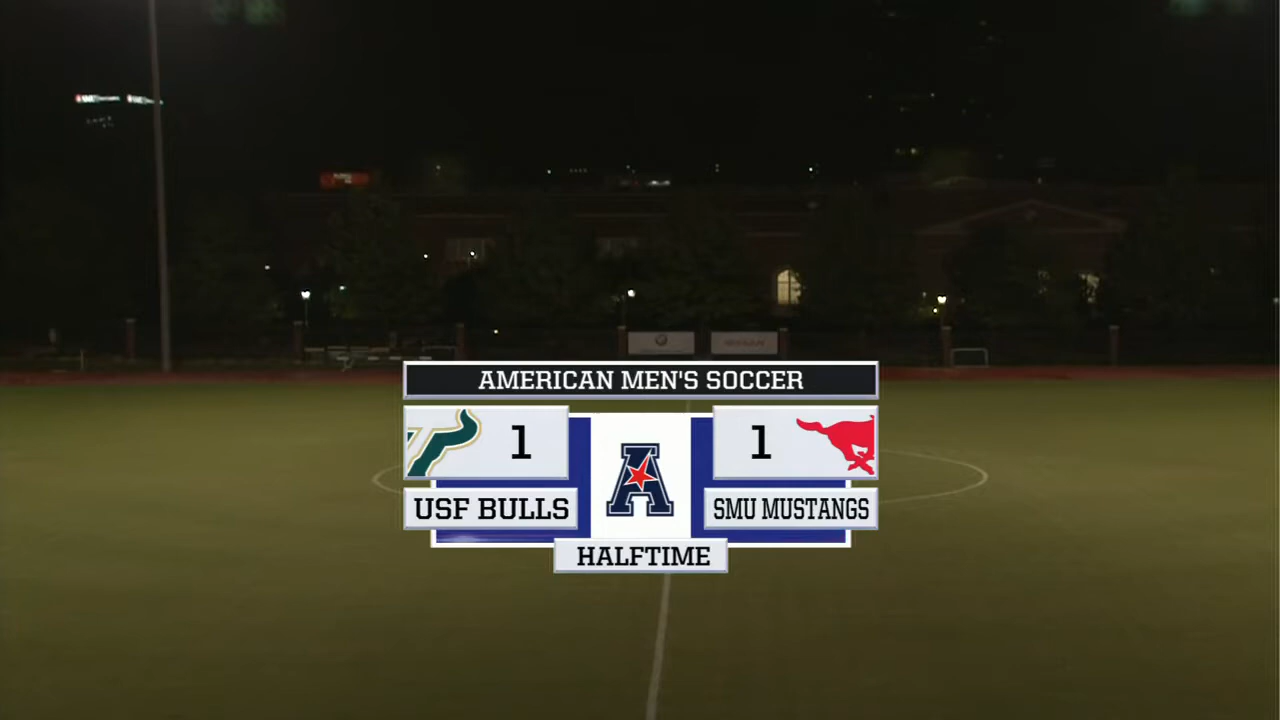 AMERICAN MEN'S SOCCER
1
1
USF BULLS
SMU MUSTANGS
HALFTIME